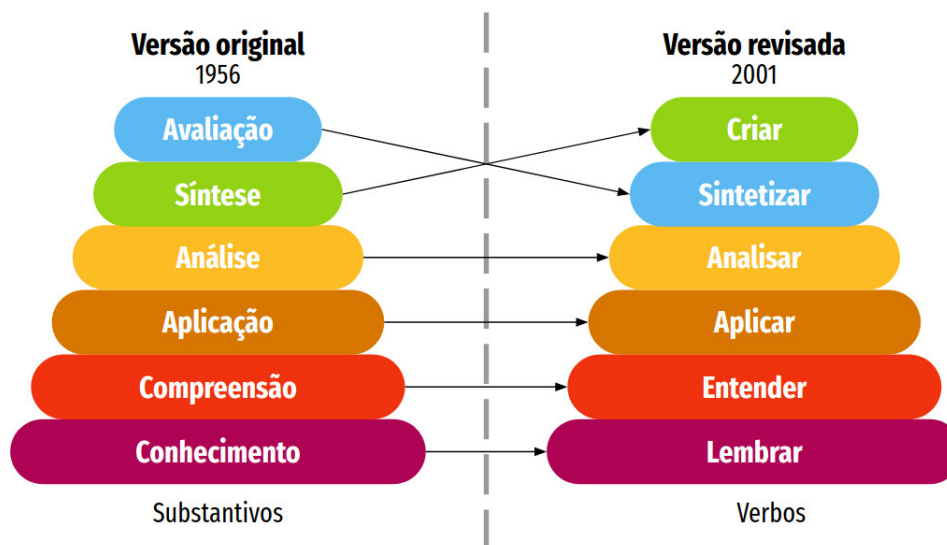 Versão original
1956
Avaliação
Síntese
Análise
Aplicação
Compreensão
Conhecimento
Substantivos
Versão revisada
2001
Criar
Sintetizar
Analisar
Aplicar
Entender
Lembrar
Verbos